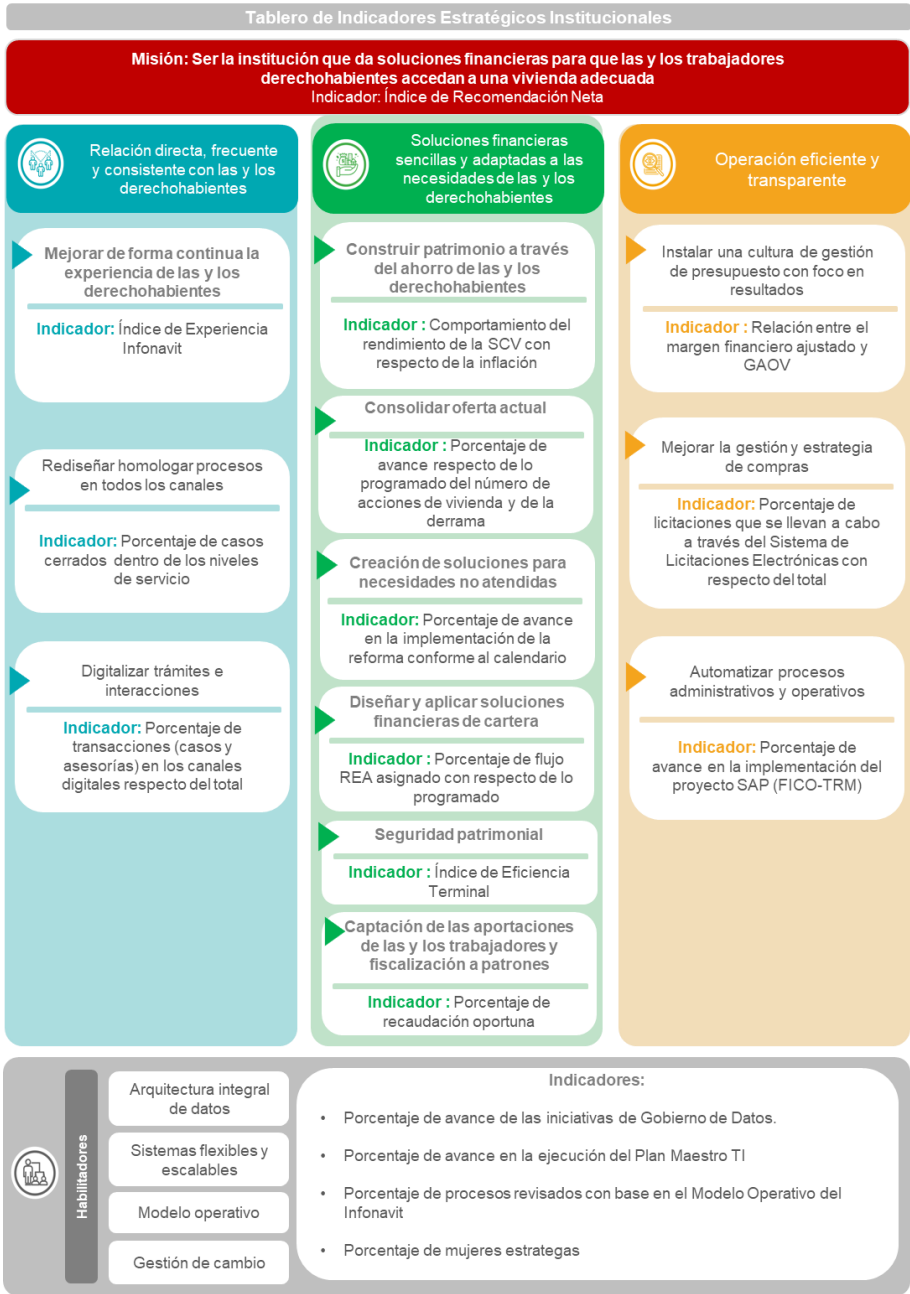 Tablero de Indicadores Estratégicos Institucionales
Misión: Ser la institución que da soluciones financieras para que las y los trabajadores
derechohabientes accedan a una vivienda adecuada
Indicador: Índice de Recomendación Neta
Relación directa, frecuente
y consistente con las y los
derechohabientes
Mejorar de forma continua la
experiencia de las y los
derechohabientes
Indicador: Índice de Experiencia
Infonavit
Rediseñar homologar procesos
en todos los canales
Indicador: Porcentaje de casos
cerrados dentro de los niveles
de servicio
Digitalizar trámites e
interacciones
Indicador: Porcentaje de
transacciones (casos y
asesorías) en los canales
digitales respecto del total
Soluciones financieras
sencillas y adaptadas a las
necesidades de las y los
derechohabientes
Construir patrimonio a través
del ahorro de las y los
derechohabientes
Indicador : Comportamiento del
rendimiento de la SCV con
respecto de la inflación
Consolidar oferta actual
Indicador : Porcentaje de
avance respecto de lo
programado del número de
acciones de vivienda y de la
derrama
Creación de soluciones para
necesidades no atendidas
Indicador: Porcentaje de avance
en la implementación de la
reforma conforme al calendario
Diseñar y aplicar soluciones
financieras de cartera
Indicador : Porcentaje de flujo
REA asignado con respecto de lo
programado
Seguridad patrimonial
Indicador : Índice de Eficiencia
Terminal
Captación de las aportaciones
de las y los trabajadores y
fiscalización a patrones
Indicador : Porcentaje de
recaudación oportuna
Operación eficiente y
transparente
Instalar una cultura de gestión
de presupuesto con foco en
resultados
Indicador : Relación entre el
margen financiero ajustado y
GAOV
Mejorar la gestión y estrategia
de compras
Indicador: Porcentaje de
licitaciones que se llevan a cabo
a través del Sistema de
Licitaciones Electrónicas con
respecto del total
Automatizar procesos
administrativos y operativos
Indicador: Porcentaje de
avance en la implementación del
proyecto SAP (FICO-TRM)
Habilitadores
Arquitectura integral
de datos
Sistemas flexibles y
escalables
Modelo operativo
Gestión de cambio
Indicadores:
• Porcentaje de avance de las iniciativas de Gobierno de Datos.
• Porcentaje de avance en la ejecución del Plan Maestro TI
• Porcentaje de procesos revisados con base en el Modelo Operativo del
Infonavit
• Porcentaje de mujeres estrategas